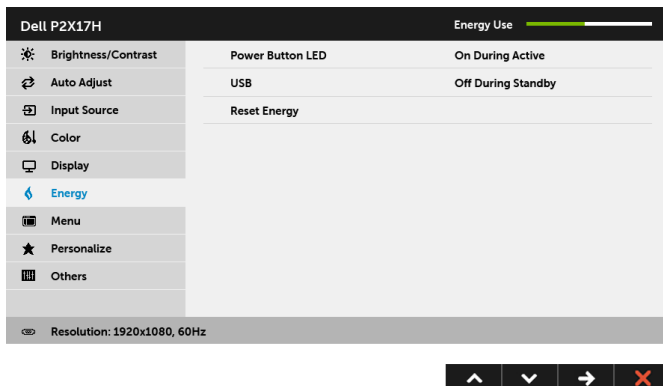 Dell P2X17H Energy Use
Brightness/Contrast Power Button LED On During Active
Auto Adjust USB Off During Standby
Input Source Reset Energy
Color
Display
Energy
Menu
Personalize
Others
Resolution: 1920x1080, 60Hz